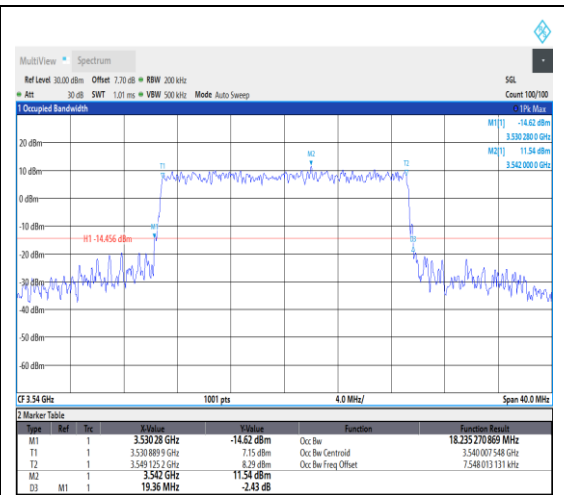 MultiView Spectrum
Ref Level 30.00 dBm Offset 7.70 dB RBW 200 kHz SGL
Att 30 dB SWT 1.01 ms VBW 500 kHz Mode Auto Sweep Count 100/100
1 Occupied Bandwidth 1Pk Max
M1[1] -14.62 dBm
3.530 280 0 GHz
M2[1] 11.54 dBm
3.542 000 0 GHz
20 dBm
M2
T1 T2
10 dBm
0 dBm
-10 dBm
M1
H1 -14.456 dBm
D3
-20 dBm
-30 dBm
-40 dBm
-50 dBm
-60 dBm
CF 3.54 GHz 1001 pts 4.0 MHz/ Span 40.0 MHz
2 Marker Table
Type Ref Trc X-Value Y-Value Function Function Result
M1 1 3.530 28 GHz -14.62 dBm Occ Bw 18.235 270 869 MHz
T1 1 3.530 889 9 GHz 7.15 dBm Occ Bw Centroid 3.540 007 548 GHz
T2 1 3.549 125 2 GHz 8.29 dBm Occ Bw Freq Offset 7.548 013 131 kHz
M2 1 3.542 GHz 11.54 dBm
D3 M1 1 19.36 MHz -2.43 dB